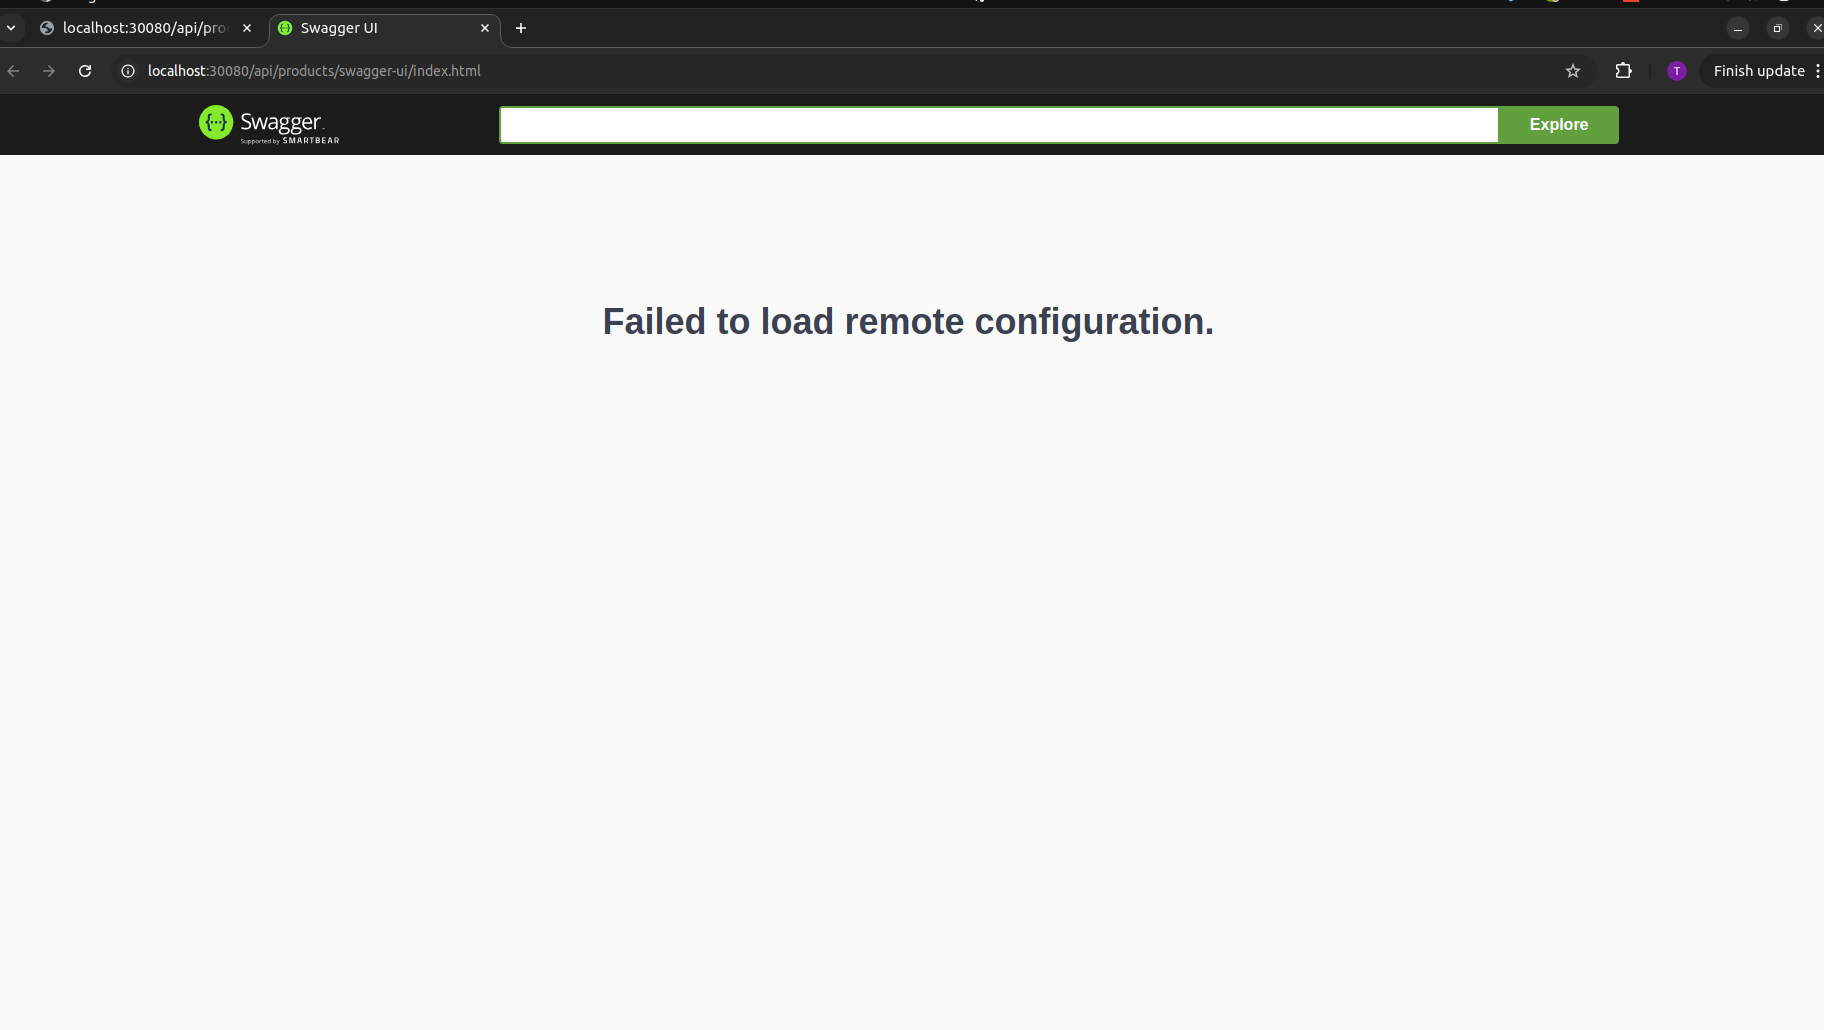 localhost:30080/api/pro
Swagger UI
localhost:30080/api/products/swagger-ui/index.html
T
Finish update
{···} Swagger
Supported by SMARTBEAR
Explore
Failed to load remote configuration.